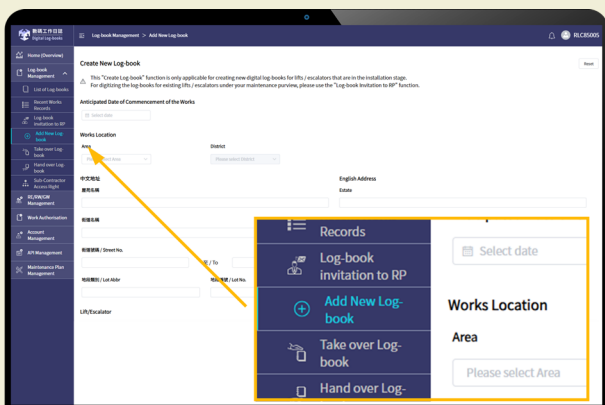 數碼工作日誌
Digital Log-books
Log-book Management > Add New Log-book
RLC85005
Home (Overview)
Log-book
Management
List of Log-books
Recent Works
Records
Log-book
invitation to RP
Add New Log-
book
Take over Log-
book
Hand over Log-
book
Sub-Contractor
Access Right
RE/RW/GW
Management
Work Authorisation
Account
Management
API Management
Maintenance Plan
Management
Create New Log-book
Reset
This "Create Log-book" function is only applicable for creating new digital log-books for lifts / escalators that are in the installation stage.
For digitizing the log-books for existing lifts / escalators under your maintenance purview, please use the "Log-book Invitation to RP" function.
Anticipated Date of Commencement of the Works
Select date
Works Location
Area
District
Please select Area
Please select District
中文地址
English Address
屋苑名稱
Estate
街道名稱
街道號碼 / Street No.
至 / To
地段類別 / Lot Abbr
地段號 / Lot No.
Lift/Escalator
Records
Log-book
invitation to RP
Add New Log-
book
Take over Log-
book
Hand over Log-
Select date
Works Location
Area
Please select Area